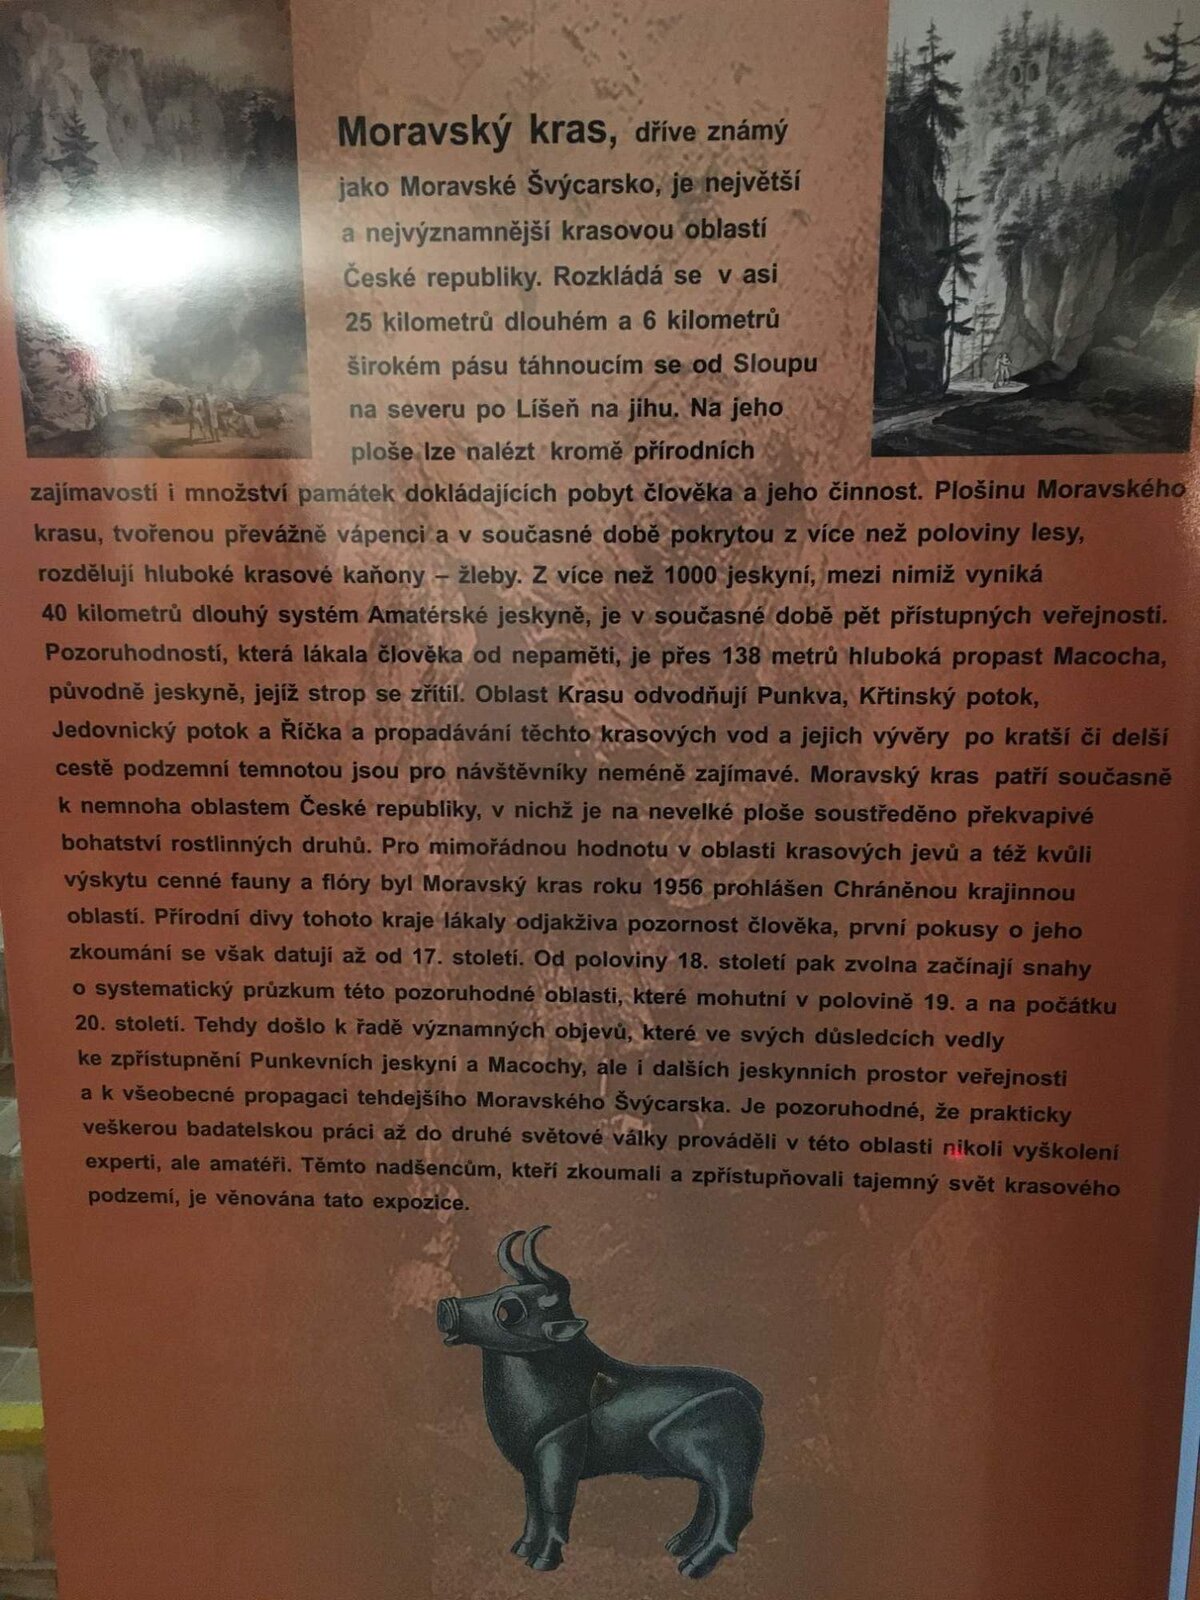 Moravský kras, dříve známý
jako Moravské Švýcarsko, je největší
a nejvýznamnější krasovou oblastí
České republiky. Rozkládá se v asi
25 kilometrů dlouhém a 6 kilometrů
širokém pásu táhnoucím se od Sloupu
na severu po Líšeň na jihu. Na jeho
ploše lze nalézt kromě přírodních
zajímavostí i množství památek dokládajících pobyt člověka a jeho činnost. Plošinu Moravského
krasu, tvořenou převážně vápenci a v současné době pokrytou z více než poloviny lesy,
rozdělují hluboké krasové kaňony – žleby. Z více než 1000 jeskyní, mezi nimiž vyniká
40 kilometrů dlouhý systém Amatérské jeskyně, je v současné době pět přístupných veřejnosti.
Pozoruhodností, která lákala člověka od nepaměti, je přes 138 metrů hluboká propast Macocha,
původně jeskyně, jejíž strop se zřítil. Oblast Krasu odvodňují Punkva, Křtinský potok,
Jedovnický potok a Říčka a propadávání těchto krasových vod a jejich vývěry po kratší či delší
cestě podzemní temnotou jsou pro návštěvníky neméně zajímavé. Moravský kras patří současně
k nemnoha oblastem České republiky, v nichž je na nevelké ploše soustředěno překvapivé
bohatství rostlinných druhů. Pro mimořádnou hodnotu v oblasti krasových jevů a též kvůli
výskytu cenné fauny a flóry byl Moravský kras roku 1956 prohlášen Chráněnou krajinnou
oblastí. Přírodní divy tohoto kraje lákaly odjakživa pozornost člověka, první pokusy o jeho
zkoumání se však datují až od 17. století. Od poloviny 18. století pak zvolna začínají snahy
o systematický průzkum této pozoruhodné oblasti, které mohutní v polovině 19. a na počátku
20. století. Tehdy došlo k řadě významných objevů, které ve svých důsledcích vedly
ke zpřístupnění Punkevních jeskyní a Macochy, ale i dalších jeskynních prostor veřejnosti
a k všeobecné propagaci tehdejšího Moravského Švýcarska. Je pozoruhodné, že prakticky
veškerou badatelskou práci až do druhé světové války prováděli v této oblasti nikoli vyškolení
experti, ale amatéři. Těmto nadšencům, kteří zkoumali a zpřístupňovali tajemný svět krasového
podzemí, je věnována tato expozice.